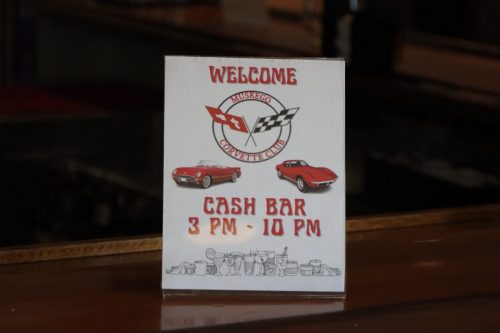 WELCOME
MUSKEGO
CORVETTE CLUB
CASH BAR
3 PM - 10 PM